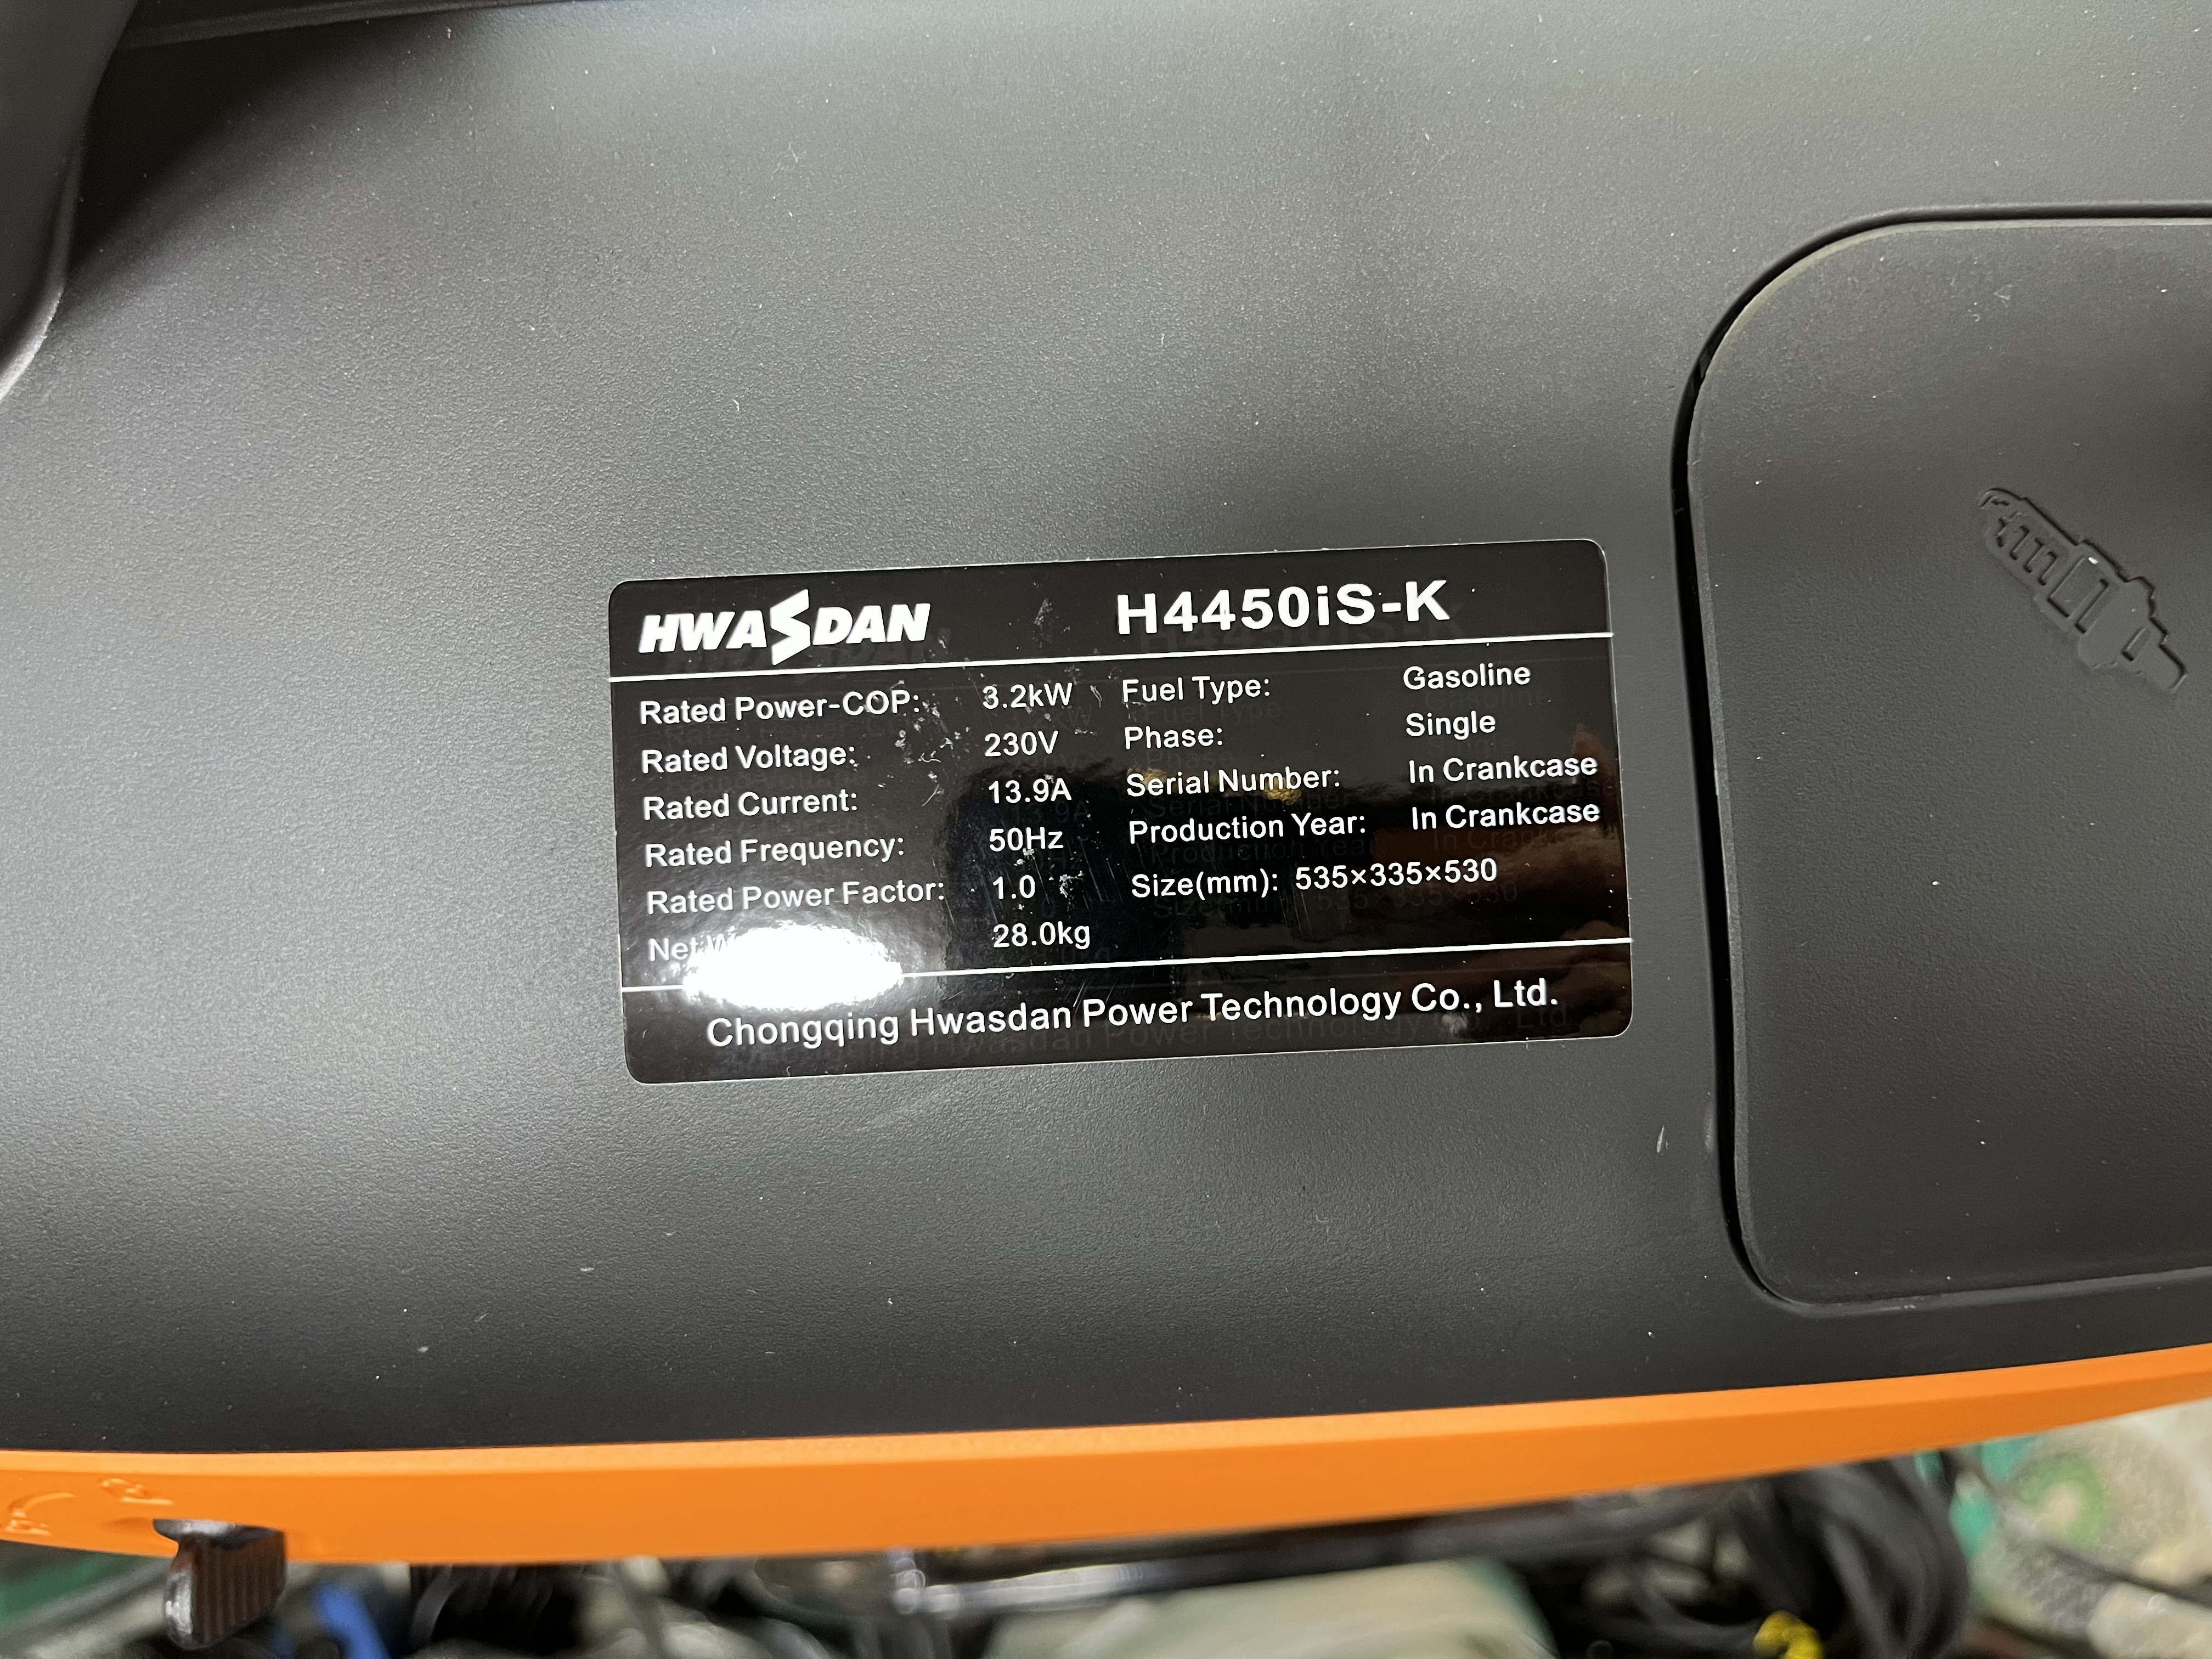 HWASDAN H4450iS-K
Rated Power-COP: 3.2kW Fuel Type: Gasoline
Rated Voltage: 230V Phase: Single
Rated Current: 13.9A Serial Number: In Crankcase
Rated Frequency: 50Hz Production Year: In Crankcase
Rated Power Factor: 1.0 Size(mm): 535×335×530
Net 28.0kg
Chongqing Hwasdan Power Technology Co., Ltd.